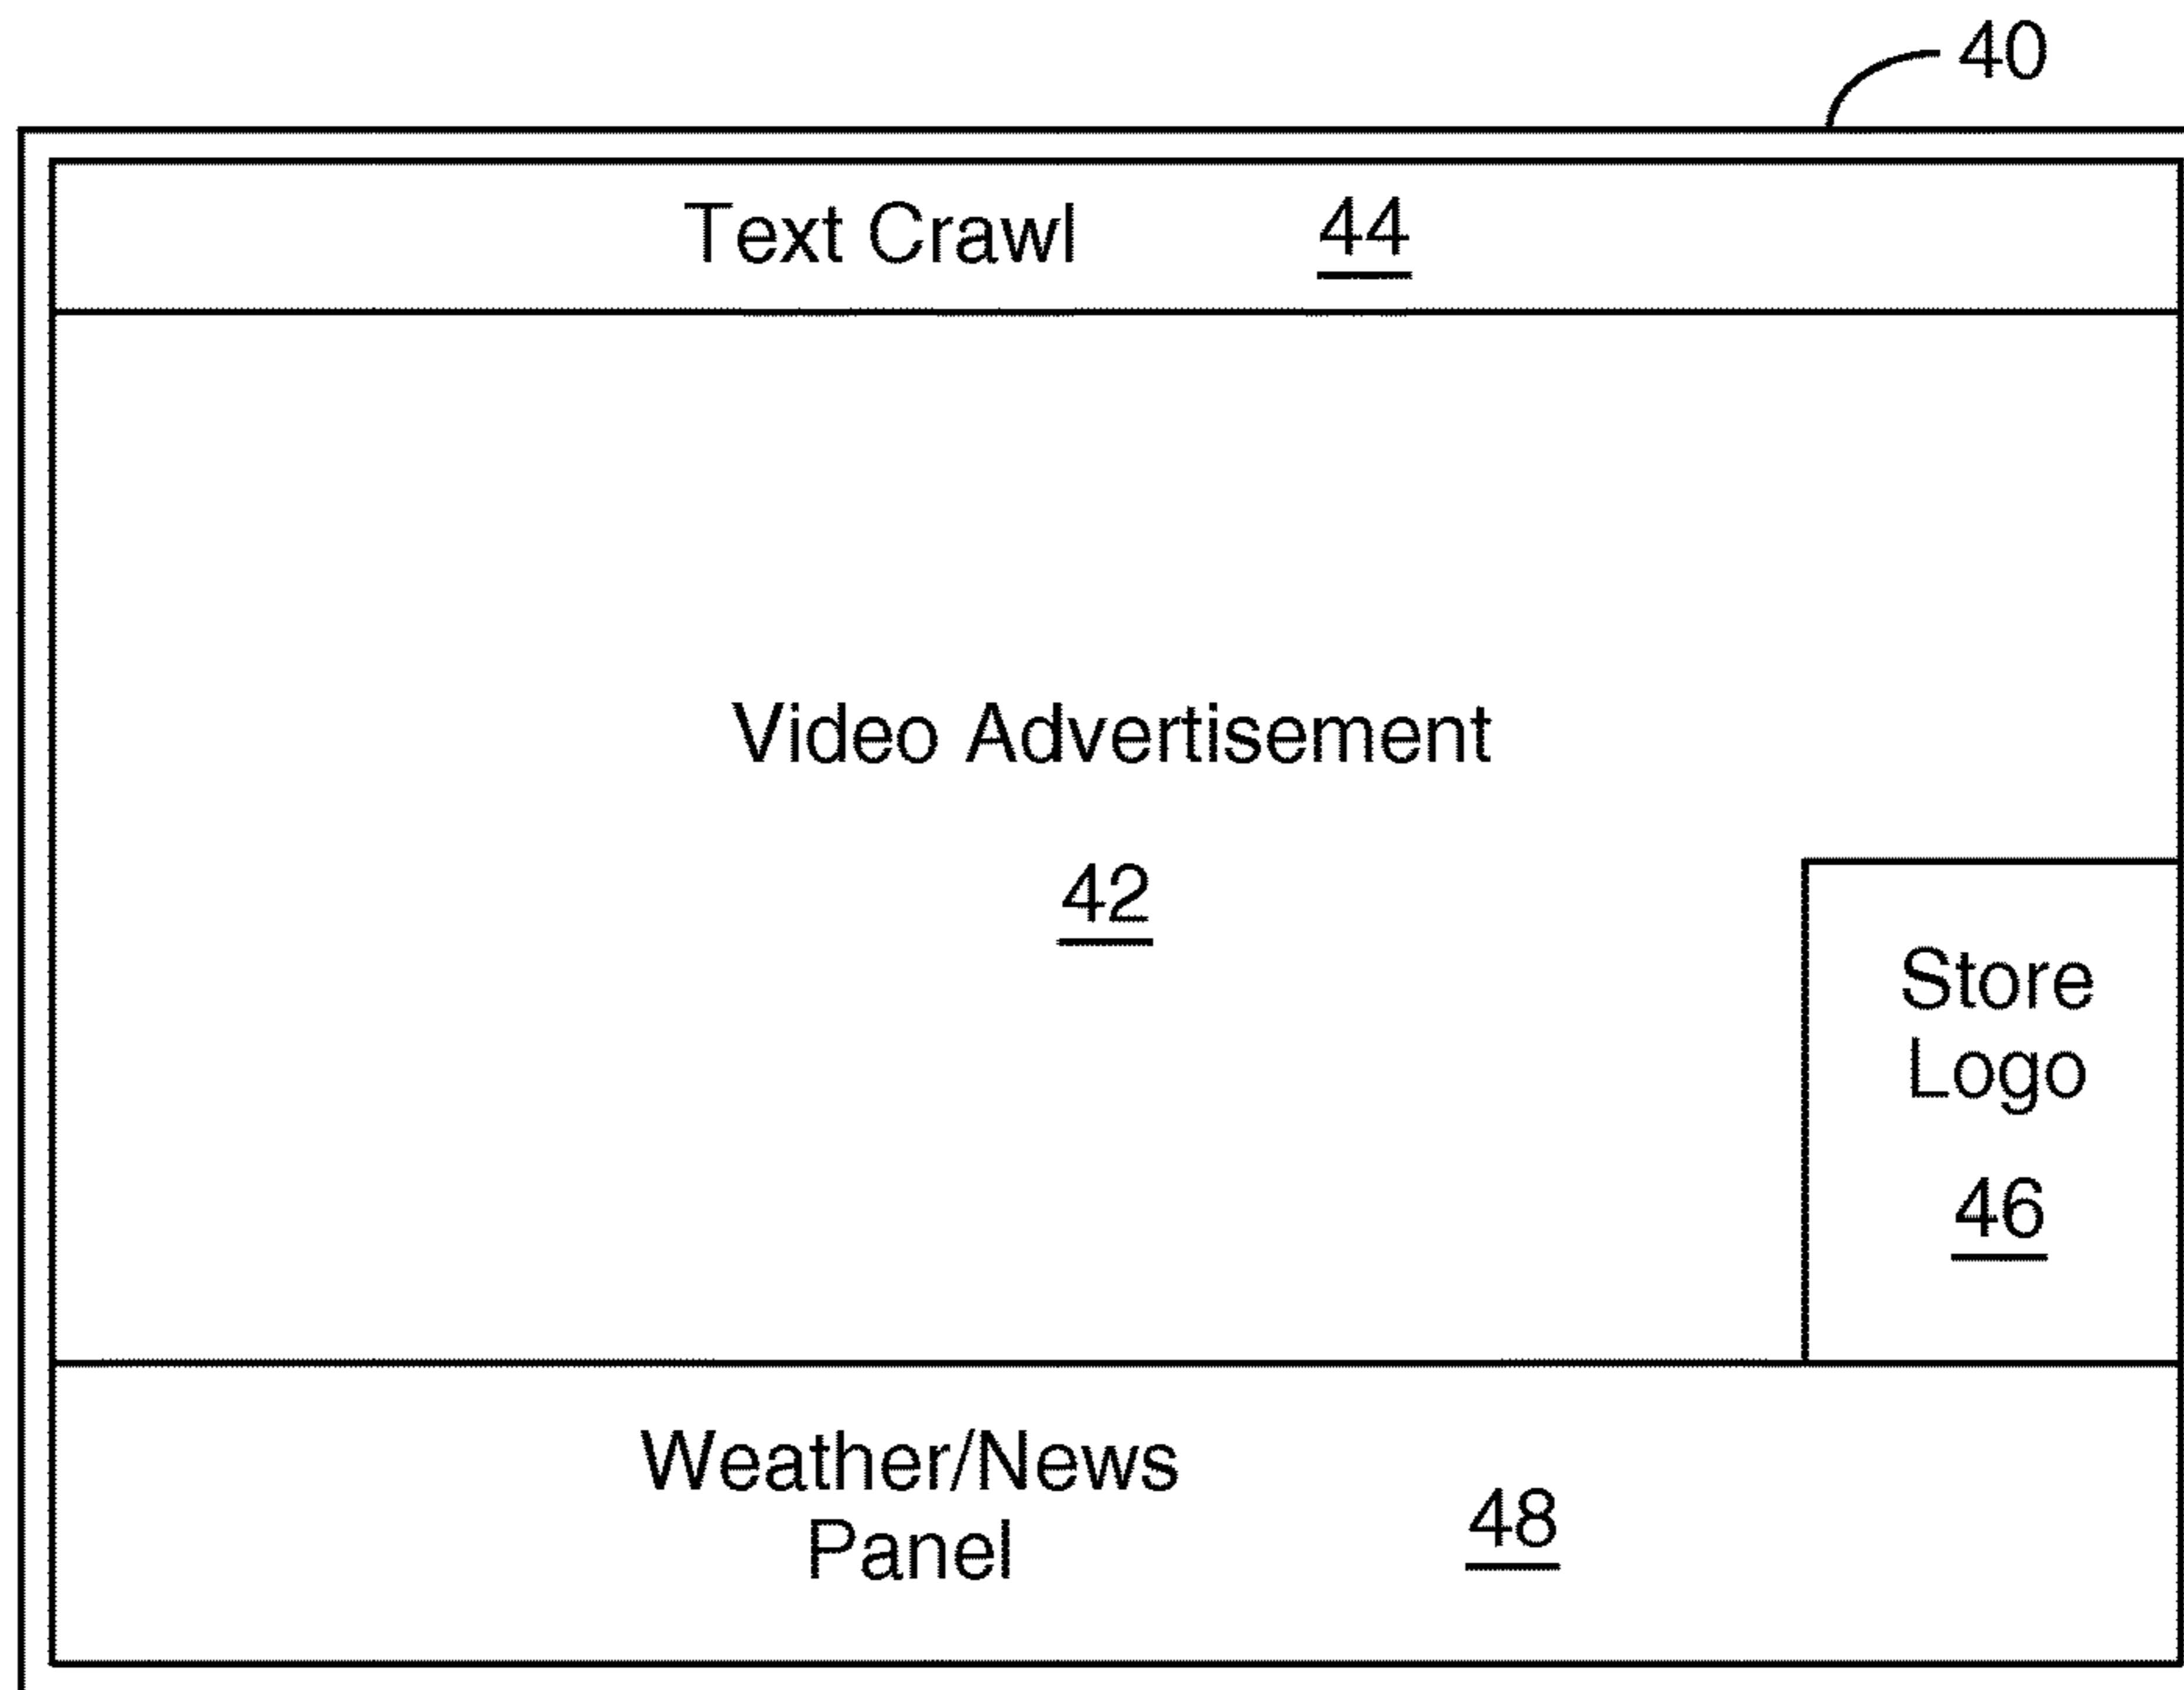 40
Text Crawl 44
Video Advertisement
42
Store
Logo
46
Weather/News
Panel
48